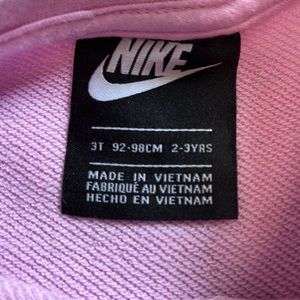 NIKE
3T 92-98CM 2-3YRS
MADE IN VIETNAM
FABRIQUÉ AU VIETNAM
HECHO EN VIETNAM